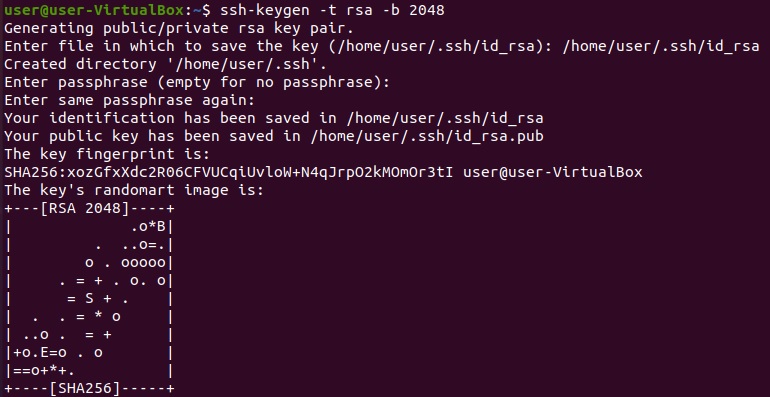 user@user-VirtualBox:~$ ssh-keygen -t rsa -b 2048
Generating public/private rsa key pair.
Enter file in which to save the key (/home/user/.ssh/id_rsa): /home/user/.ssh/id_rsa
Created directory '/home/user/.ssh'.
Enter passphrase (empty for no passphrase):
Enter same passphrase again:
Your identification has been saved in /home/user/.ssh/id_rsa
Your public key has been saved in /home/user/.ssh/id_rsa.pub
The key fingerprint is:
SHA256:xozGfxXdc2R06CFVUCqiUvloW+N4qJrpO2kMOmOr3tI user@user-VirtualBox
The key's randomart image is:
+---[RSA 2048]----+
|              .o*B|
|          .  ..o=.|
|         o . ooooo|
|      . = + . o. o|
|       = S + .    |
|  .  . = * o      |
| ..o .  = +       |
|+o.E=o . o        |
|==o+*+.           |
+----[SHA256]-----+